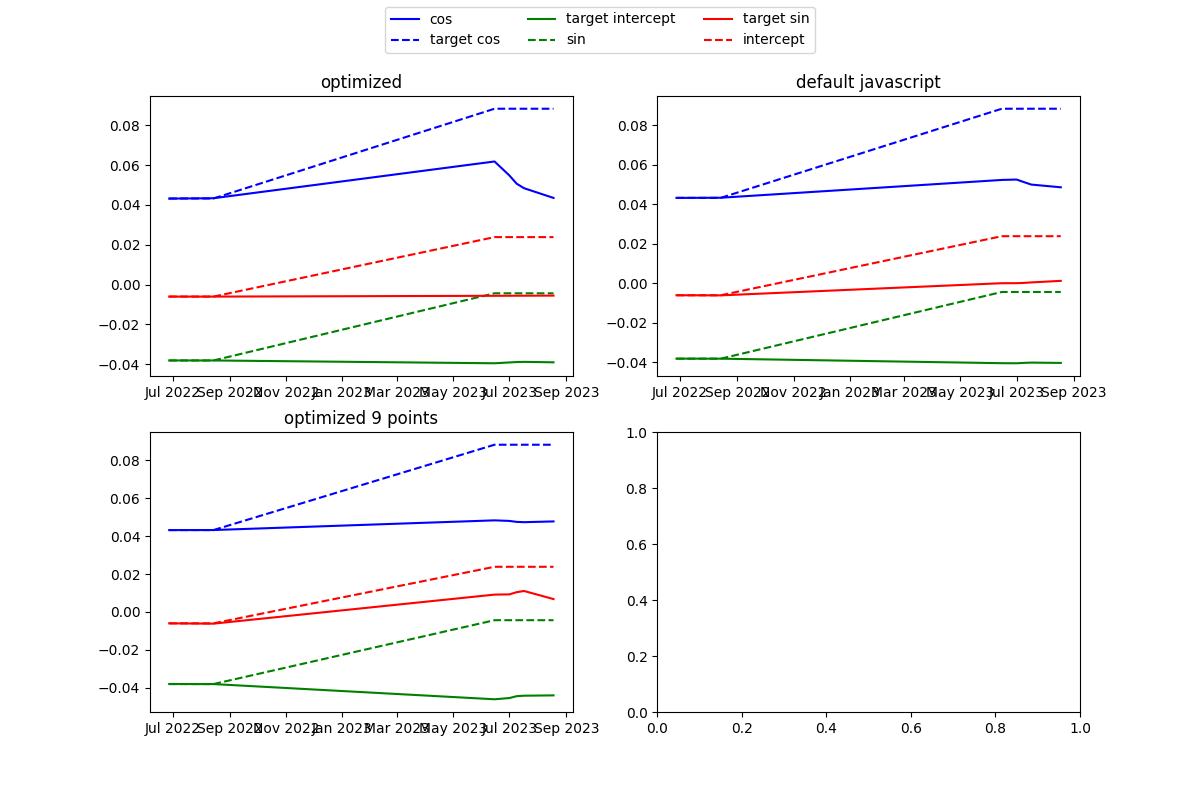 cos target intercept target sin
target cos sin intercept
optimized default javascript
0.08 0.08
0.06 0.06
0.04 0.04
0.02 0.02
0.00 0.00
−0.02 −0.02
−0.04 −0.04
Jul 2022 Sep 2022 Nov 2022 Jan 2023 Mar 2023 May 2023 Jul 2023 Sep 2023 Jul 2022 Sep 2022 Nov 2022 Jan 2023 Mar 2023 May 2023 Jul 2023 Sep 2023
optimized 9 points
0.08 1.0
0.06 0.8
0.04 0.6
0.02 0.4
0.00 0.2
−0.02 0.0
−0.04
Jul 2022 Sep 2022 Nov 2022 Jan 2023 Mar 2023 May 2023 Jul 2023 Sep 2023 0.0 0.2 0.4 0.6 0.8 1.0